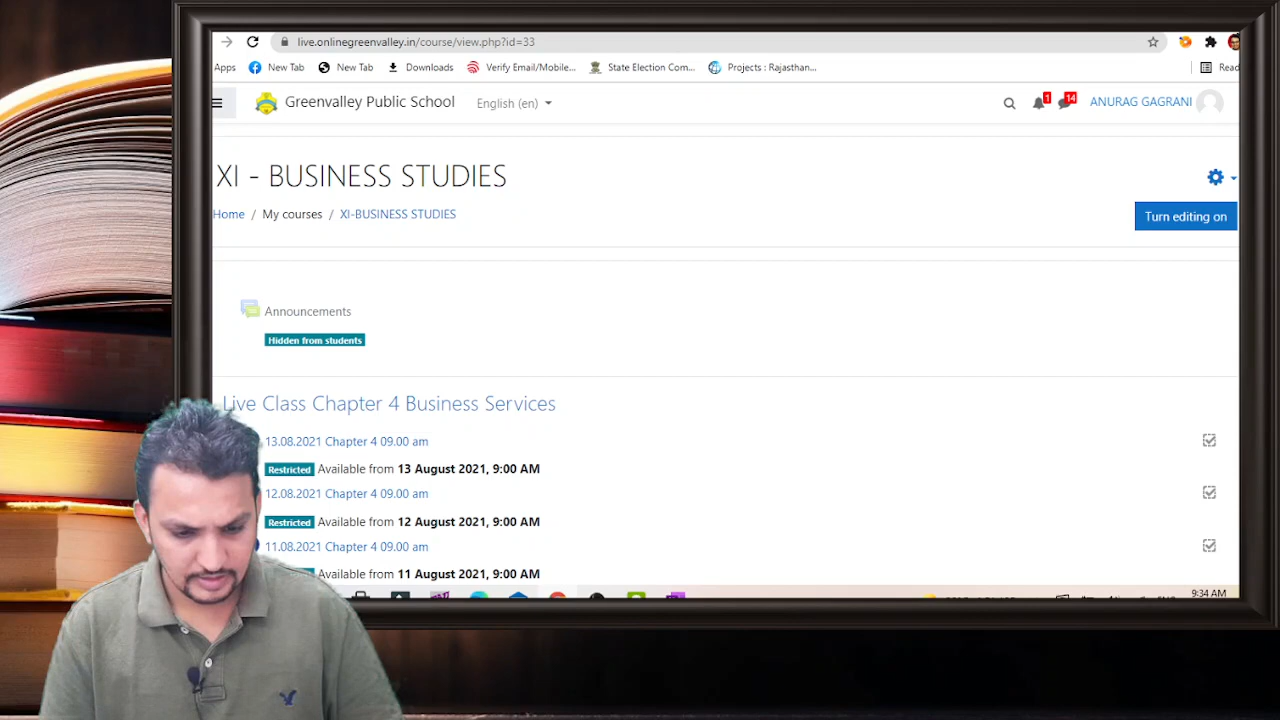 live.onlinegreenvalley.in/course/view.php?id=33
Apps New Tab New Tab Downloads Verify Email/Mobile... State Election Com... Projects : Rajasthan... Read
Greenvalley Public School English (en) 1 14 ANURAG GAGRANI
XI - BUSINESS STUDIES
Home / My courses / XI-BUSINESS STUDIES
Turn editing on
Announcements
Hidden from students
Live Class Chapter 4 Business Services
13.08.2021 Chapter 4 09.00 am
Restricted Available from 13 August 2021, 9:00 AM
12.08.2021 Chapter 4 09.00 am
Restricted Available from 12 August 2021, 9:00 AM
11.08.2021 Chapter 4 09.00 am
Available from 11 August 2021, 9:00 AM
9:34 AM